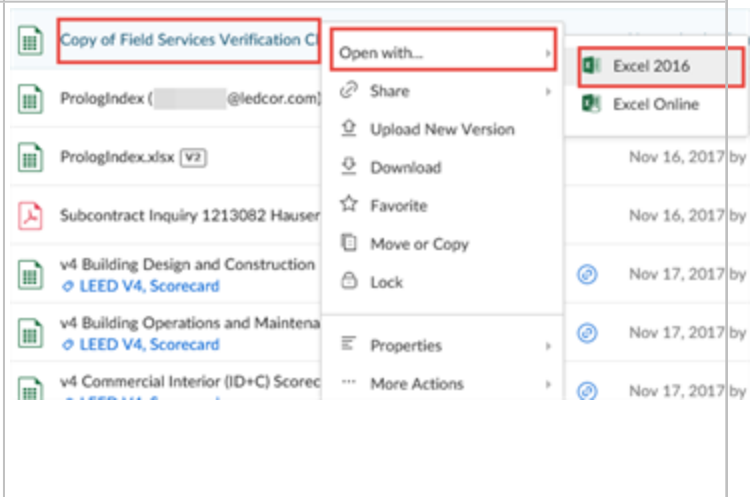 Copy of Field Services Verification
Open with...
Excel 2016
Share
Excel Online
PrologIndex ( @ledcor.com)
Upload New Version
PrologIndex.xlsx V2
Nov 16, 2017 by
Download
Favorite
Subcontract Inquiry 1213082 Hauser
Nov 16, 2017 by
Move or Copy
v4 Building Design and Construction
LEED V4, Scorecard
Nov 17, 2017 by
Lock
v4 Building Operations and Maintena
LEED V4, Scorecard
Nov 17, 2017 by
Properties
v4 Commercial Interior (ID+C) Scorec
Nov 17, 2017 by
More Actions